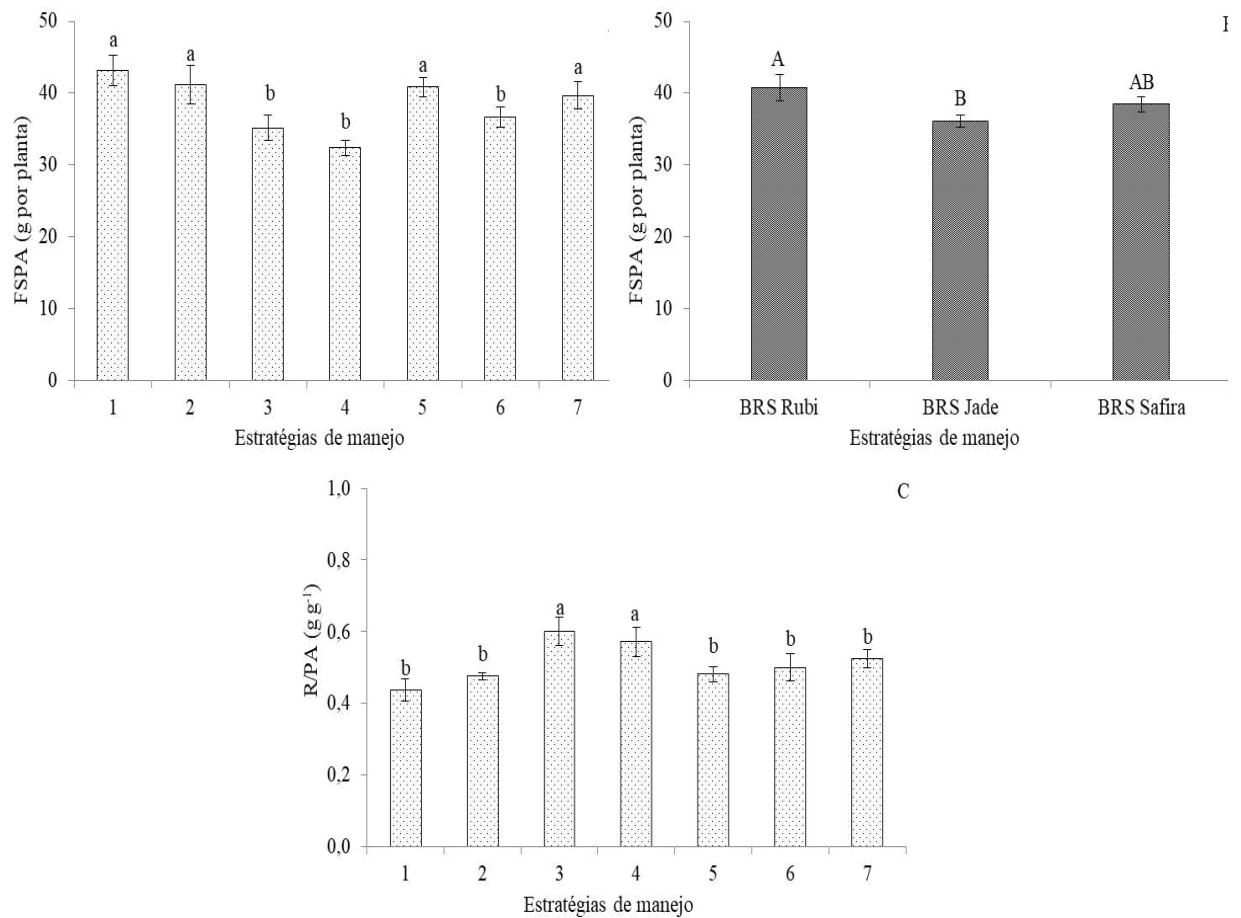 FSPA (g por planta)
50
40
30
20
10
0
a
a
b
b
a
b
a
1 2 3 4 5 6 7
Estratégias de manejo
FSPA (g por planta)
50
40
30
20
10
0
A
B
AB
BRS Rubi BRS Jade BRS Safira
Estratégias de manejo
C
R/PA (g g⁻¹)
1,0
0,8
0,6
0,4
0,2
0,0
b
b
a
a
b
b
b
1 2 3 4 5 6 7
Estratégias de manejo